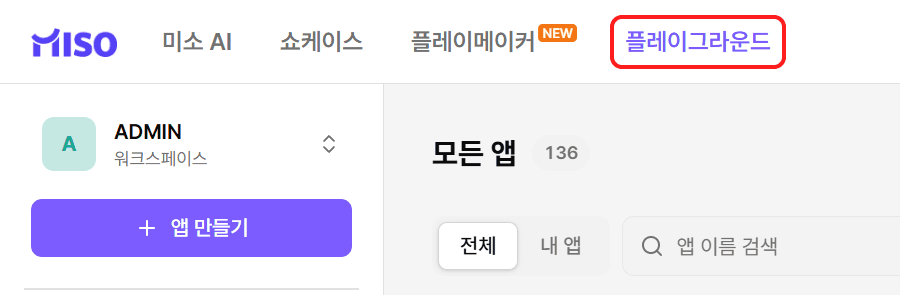 MISO 미소 AI 쇼케이스 플레이메이커 NEW 플레이그라운드
A ADMIN
워크스페이스
+ 앱 만들기
모든 앱 136
전체 내 앱 앱 이름 검색